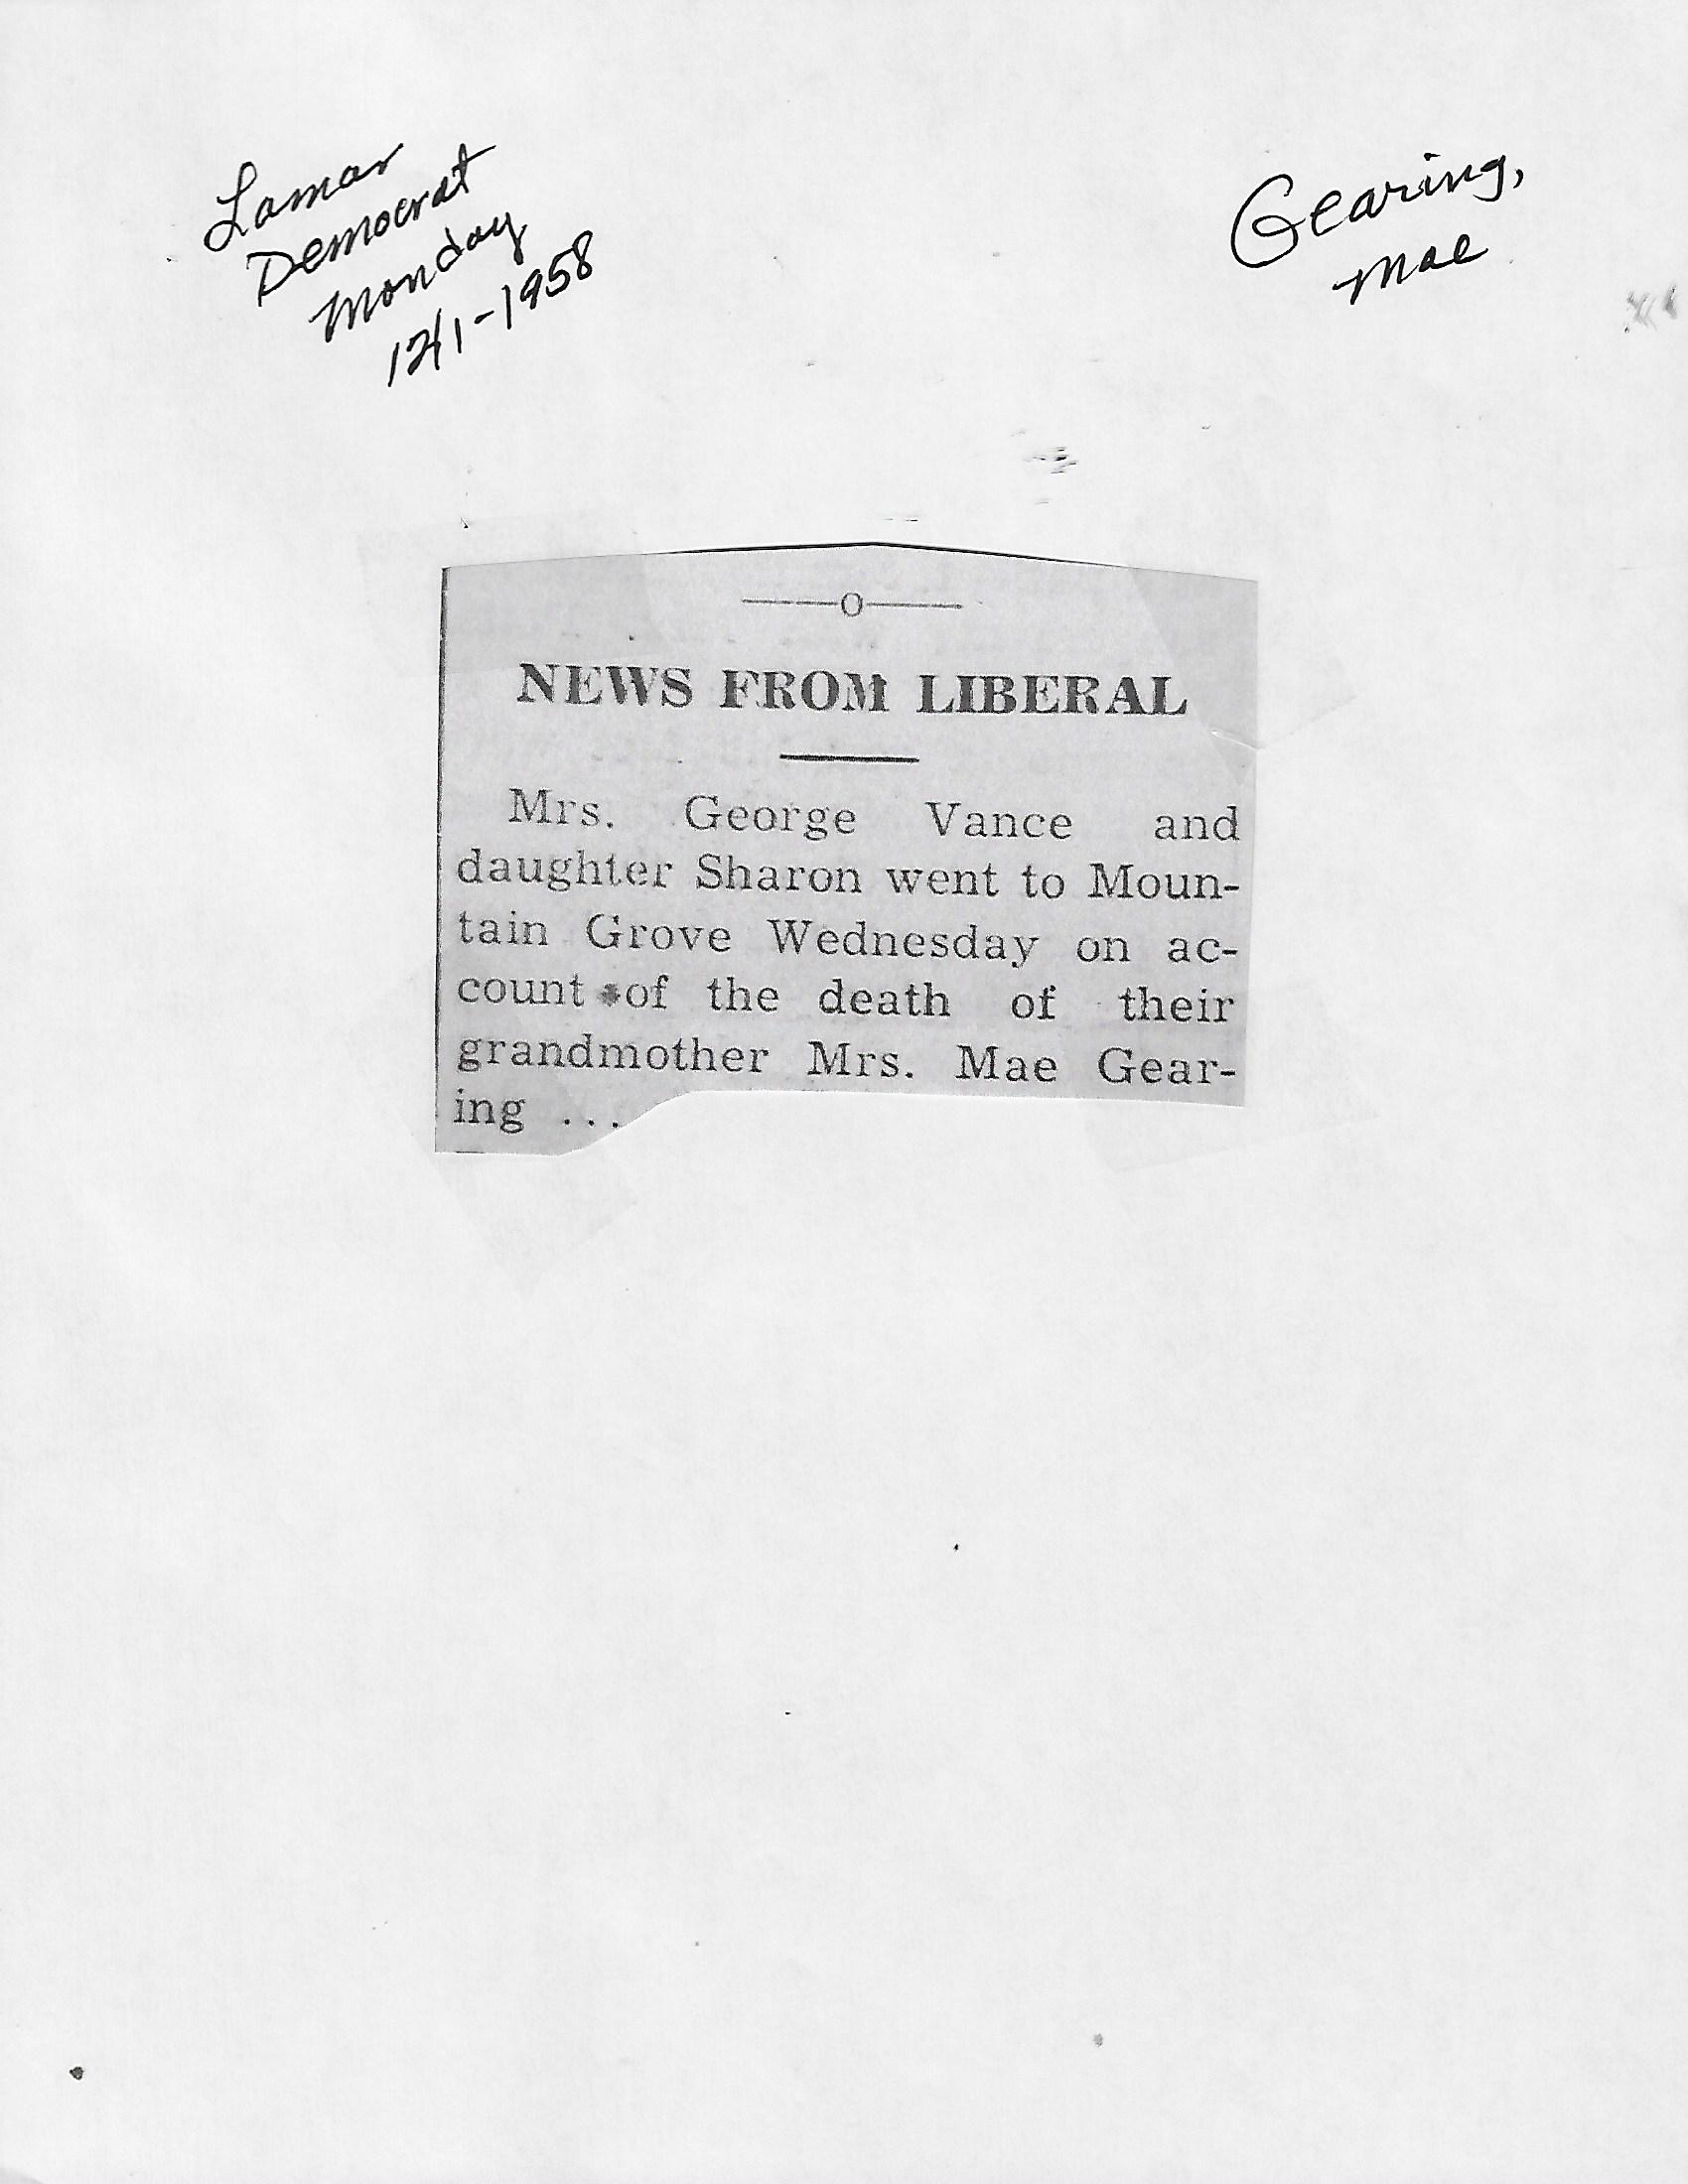 Lamar
Democrat
Monday
12/1-1958
Gearing,
Mae
NEWS FROM LIBERAL
Mrs. George Vance and
daughter Sharon went to Moun-
tain Grove Wednesday on ac-
count of the death of their
grandmother Mrs. Mae Gear-
ing ...